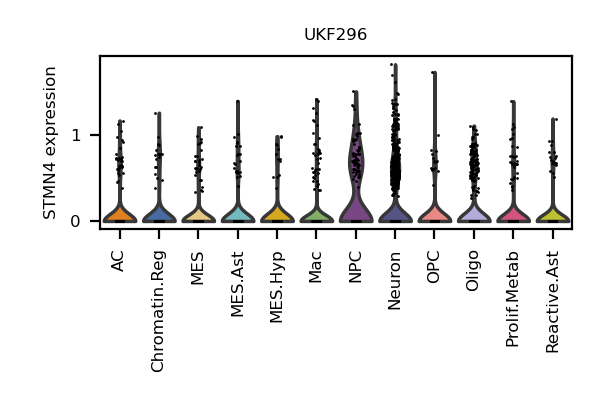 UKF296
STMN4 expression
1
0
AC
Chromatin.Reg
MES
MES.Ast
MES.Hyp
Mac
NPC
Neuron
OPC
Oligo
Prolif.Metab
Reactive.Ast